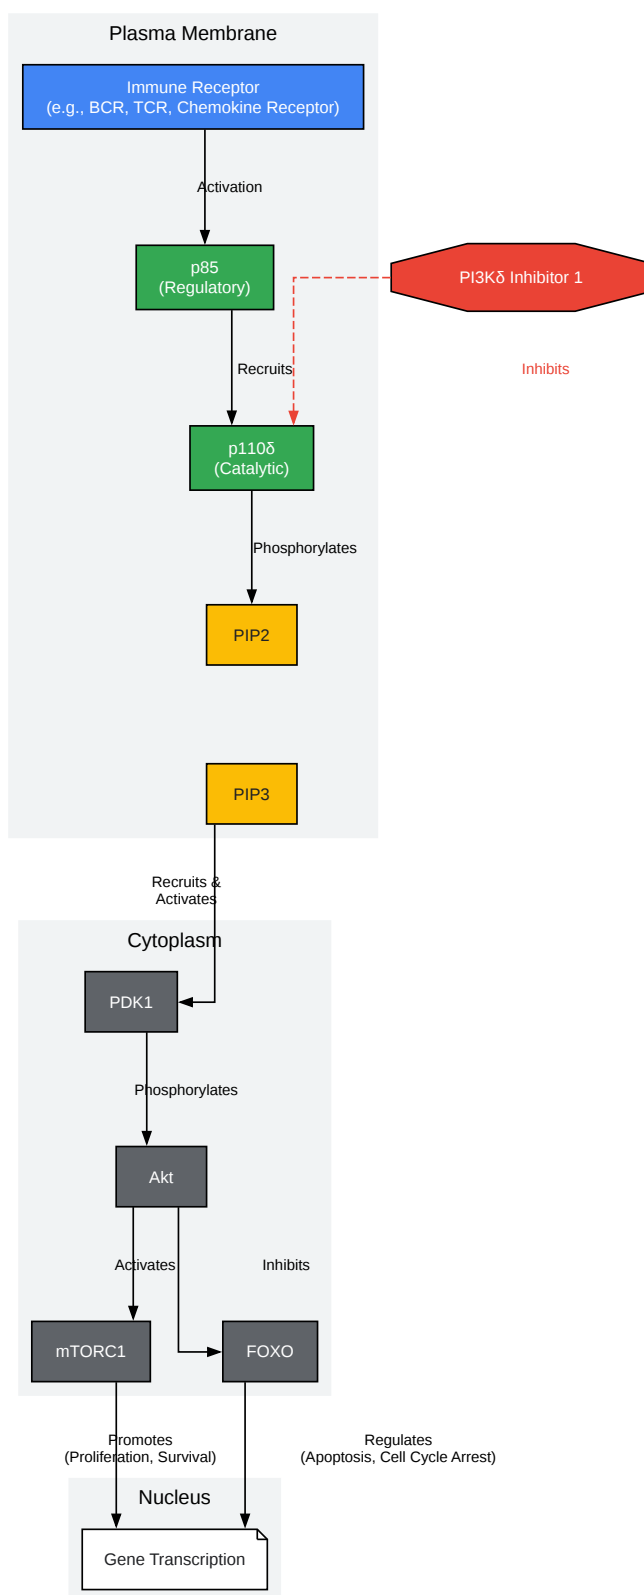 Plasma Membrane
Immune Receptor
(e.g., BCR, TCR, Chemokine Receptor)
Activation
p85
(Regulatory)
PI3Kδ Inhibitor 1
Recruits
Inhibits
p110δ
(Catalytic)
Phosphorylates
PIP2
PIP3
Recruits &
Activates
Cytoplasm
PDK1
Phosphorylates
Akt
Activates
Inhibits
mTORC1
FOXO
Promotes
(Proliferation, Survival)
Regulates
(Apoptosis, Cell Cycle Arrest)
Nucleus
Gene Transcription